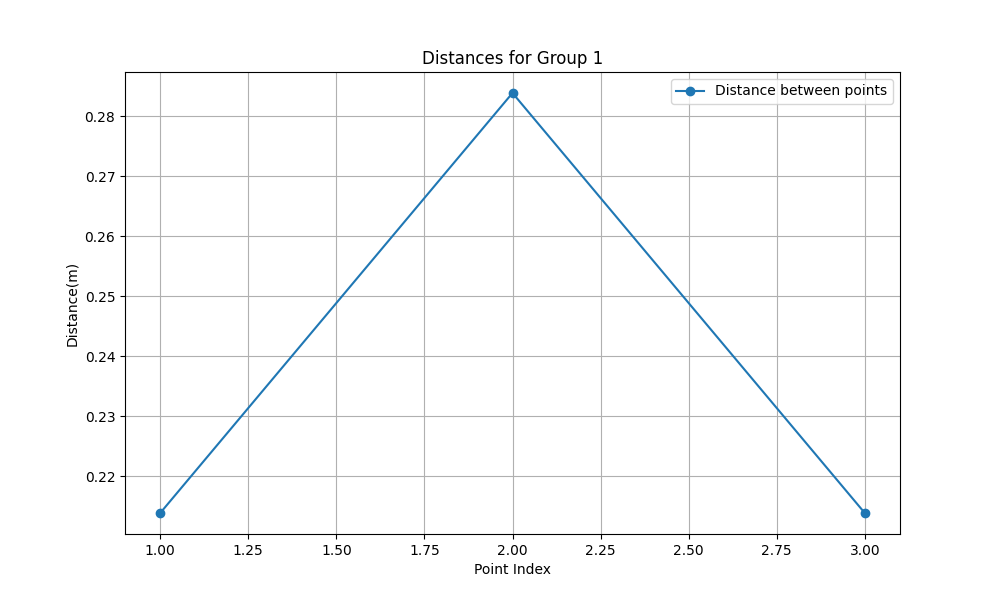 Distances for Group 1
Distance between points
0.28
0.27
0.26
0.25
0.24
0.23
0.22
Distance(m)
1.00 1.25 1.50 1.75 2.00 2.25 2.50 2.75 3.00
Point Index